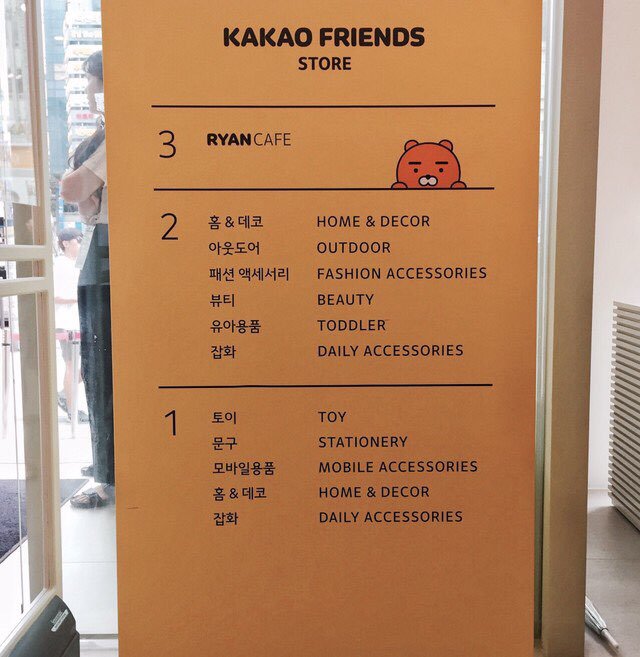 KAKAO FRIENDS
STORE
3 RYAN CAFE
2 홈 & 데코 HOME & DECOR
아웃도어 OUTDOOR
패션 액세서리 FASHION ACCESSORIES
뷰티 BEAUTY
유아용품 TODDLER
잡화 DAILY ACCESSORIES
1 토이 TOY
문구 STATIONERY
모바일용품 MOBILE ACCESSORIES
홈 & 데코 HOME & DECOR
잡화 DAILY ACCESSORIES